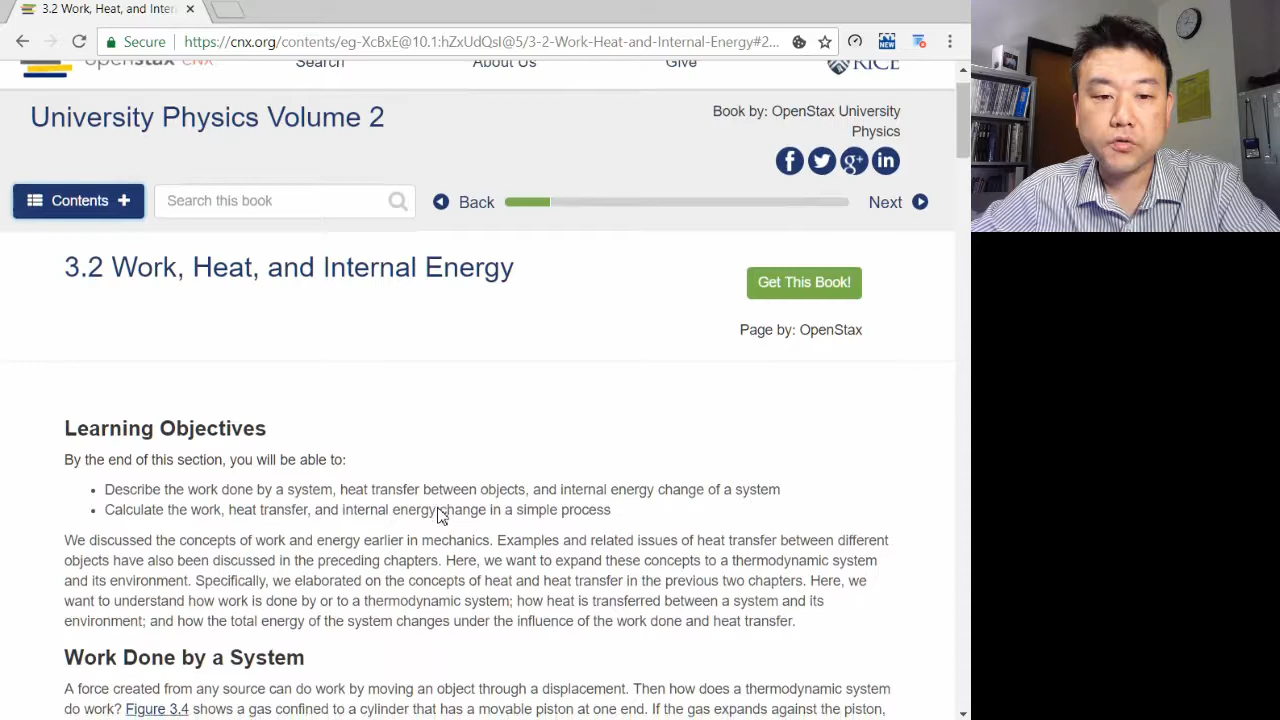 3.2 Work, Heat, and Inter
Secure
https://cnx.org/contents/eg-XcBxE@10.1:hZxUdQsI@5/3-2-Work-Heat-and-Internal-Energy#2...
NEW
openstax CNX
Search
About Us
Give
RICE
University Physics Volume 2
Book by: OpenStax University
Physics
Contents +
Search this book
Back
Next
3.2 Work, Heat, and Internal Energy
Get This Book!
Page by: OpenStax
Learning Objectives
By the end of this section, you will be able to:
• Describe the work done by a system, heat transfer between objects, and internal energy change of a system
• Calculate the work, heat transfer, and internal energy change in a simple process
We discussed the concepts of work and energy earlier in mechanics. Examples and related issues of heat transfer between different
objects have also been discussed in the preceding chapters. Here, we want to expand these concepts to a thermodynamic system
and its environment. Specifically, we elaborated on the concepts of heat and heat transfer in the previous two chapters. Here, we
want to understand how work is done by or to a thermodynamic system; how heat is transferred between a system and its
environment; and how the total energy of the system changes under the influence of the work done and heat transfer.
Work Done by a System
A force created from any source can do work by moving an object through a displacement. Then how does a thermodynamic system
do work? Figure 3.4 shows a gas confined to a cylinder that has a movable piston at one end. If the gas expands against the piston,